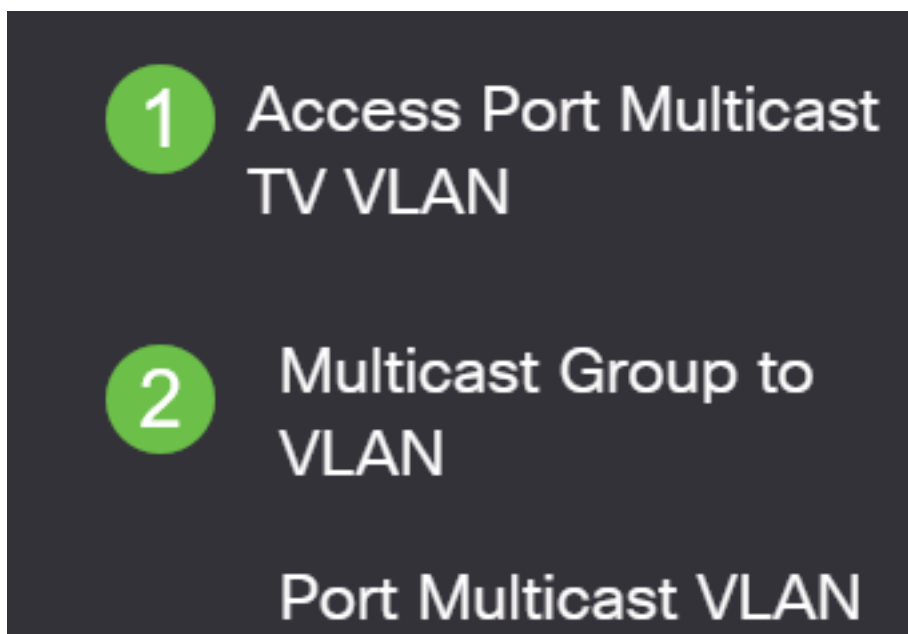 1 Access Port Multicast
TV VLAN
2 Multicast Group to
VLAN
Port Multicast VLAN